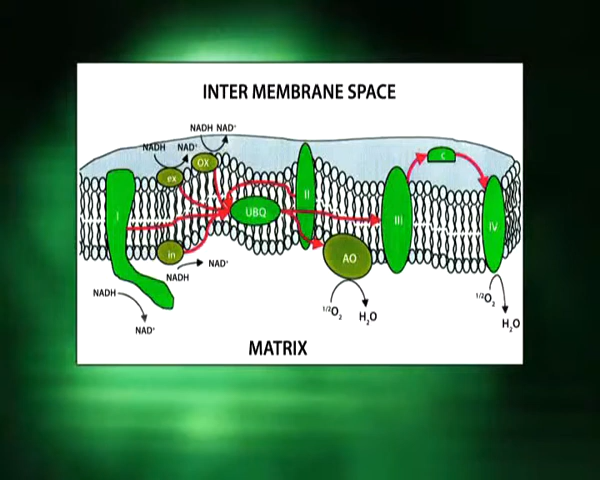 INTER MEMBRANE SPACE
NADH NAD⁺
NADH NAD⁺
OX
ex
C
I
II
UBQ
III
IV
in
AO
NADH NAD⁺
NADH
NAD⁺
1/2O₂ H₂O
1/2O₂
H₂O
MATRIX